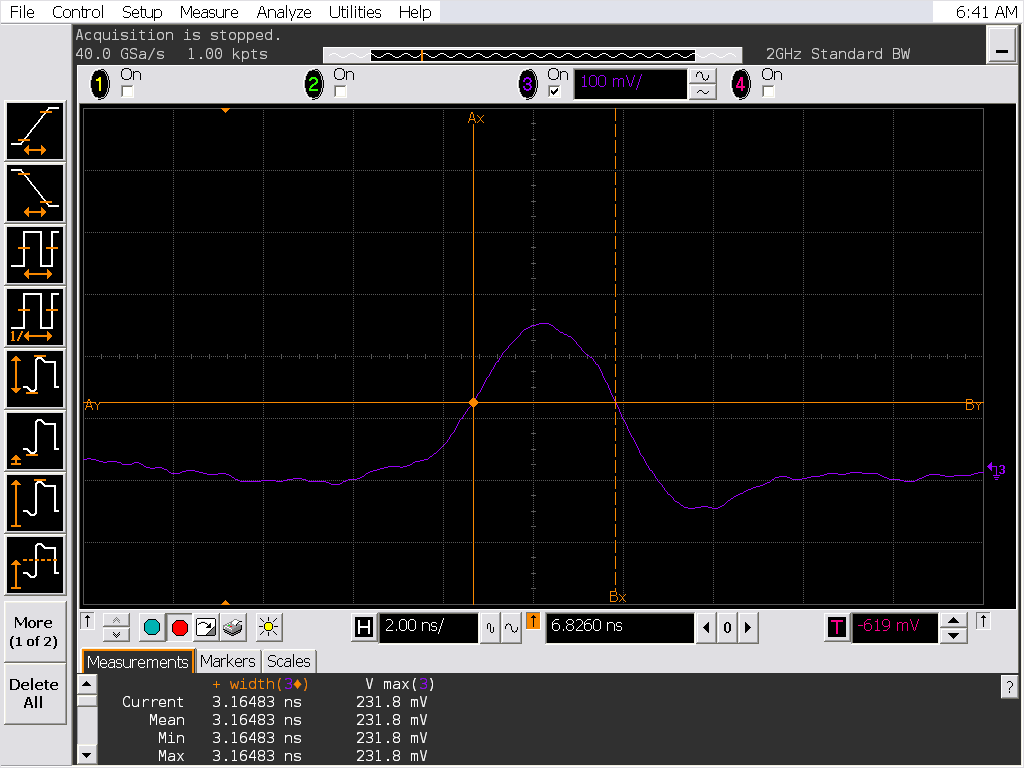 File Control Setup Measure Analyze Utilities Help 6:41 AM
Acquisition is stopped.
40.0 GSa/s 1.00 kpts 2GHz Standard BW
1 On 2 On 3 On 100 mV/ 4 On
Ax
AY BY
3
Bx
1/
More
(1 of 2)
Delete
All
H 2.00 ns/ 6.8260 ns 0 T -619 mV
Measurements Markers Scales
+ width(3♦) V max(3)
?
Current 3.16483 ns 231.8 mV
Mean 3.16483 ns 231.8 mV
Min 3.16483 ns 231.8 mV
Max 3.16483 ns 231.8 mV